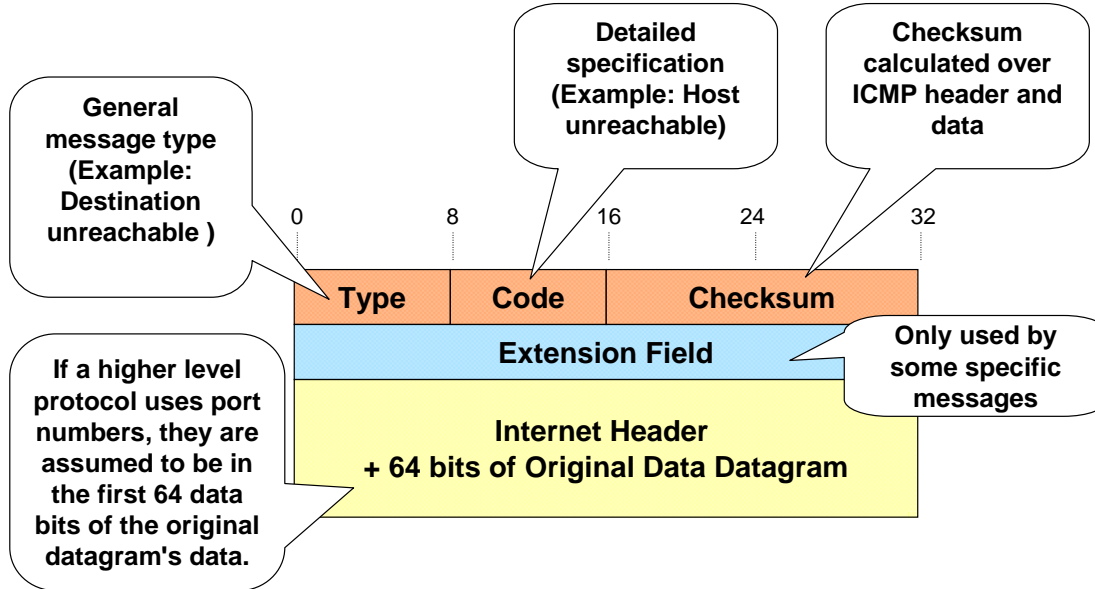 General
message type
(Example:
Destination
unreachable )
Detailed
specification
(Example: Host
unreachable)
Checksum
calculated over
ICMP header and
data
0 8 16 24 32
Type Code Checksum
Extension Field
Only used by
some specific
messages
If a higher level
protocol uses port
numbers, they are
assumed to be in
the first 64 data
bits of the original
datagram's data.
Internet Header
+ 64 bits of Original Data Datagram